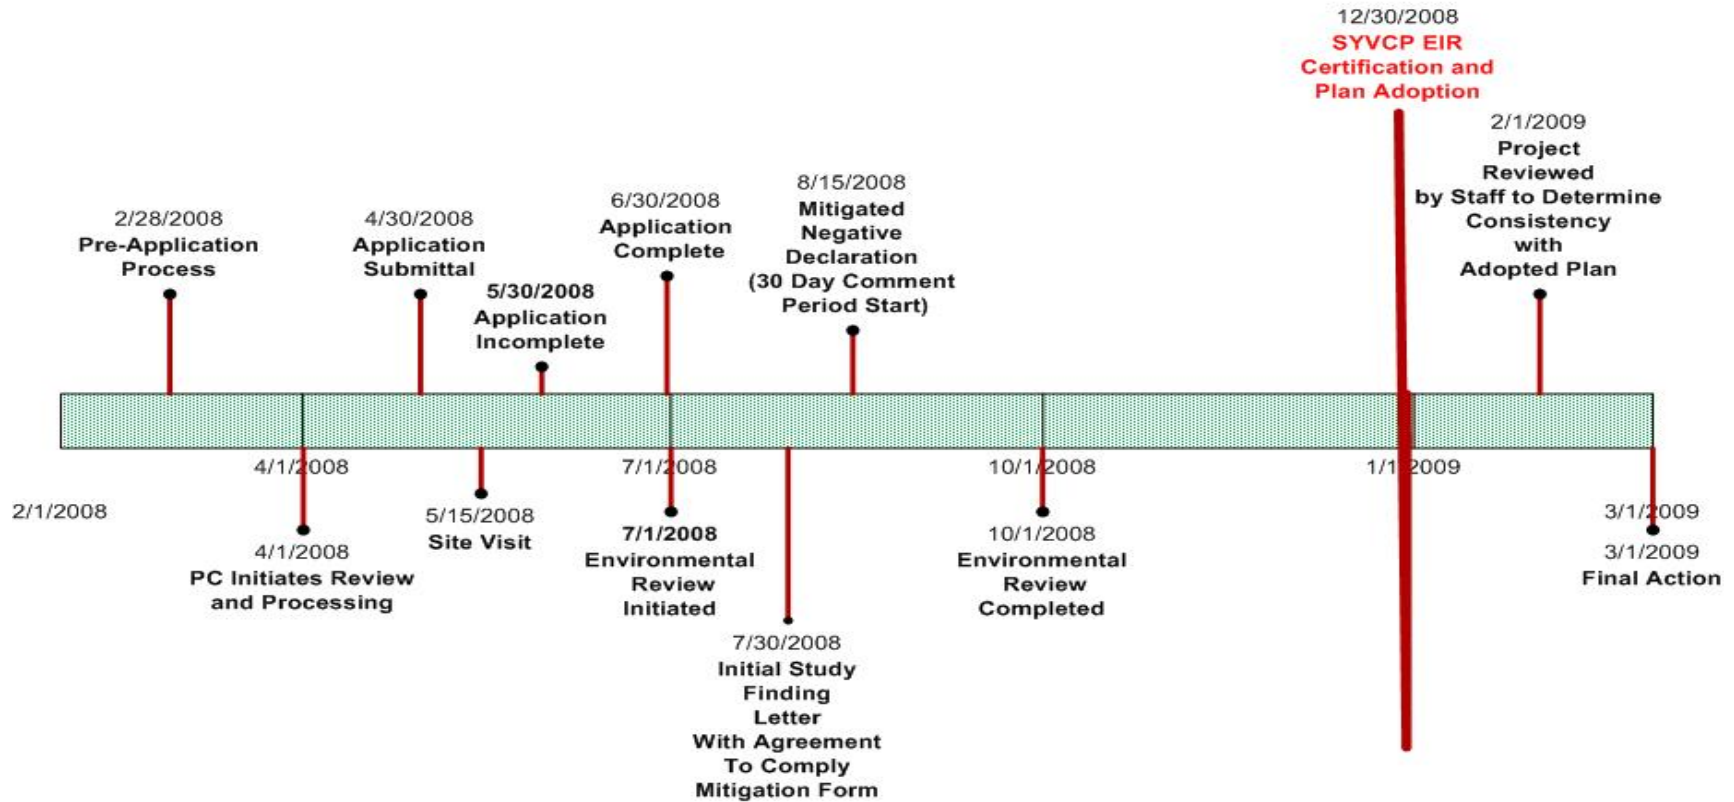 12/30/2008
SYVCP EIR
Certification and
Plan Adoption
2/1/2009
Project
Reviewed
by Staff to Determine
Consistency
with
Adopted Plan
8/15/2008
Mitigated
Negative
Declaration
(30 Day Comment
Period Start)
6/30/2008
Application
Complete
2/28/2008
Pre-Application
Process
4/30/2008
Application
Submittal
5/30/2008
Application
Incomplete
4/1/2008
7/1/2008
10/1/2008
1/1/2009
2/1/2008
3/1/2009
4/1/2008
PC Initiates Review
and Processing
5/15/2008
Site Visit
7/1/2008
Environmental
Review
Initiated
7/30/2008
Initial Study
Finding
Letter
With Agreement
To Comply
Mitigation Form
10/1/2008
Environmental
Review
Completed
3/1/2009
Final Action